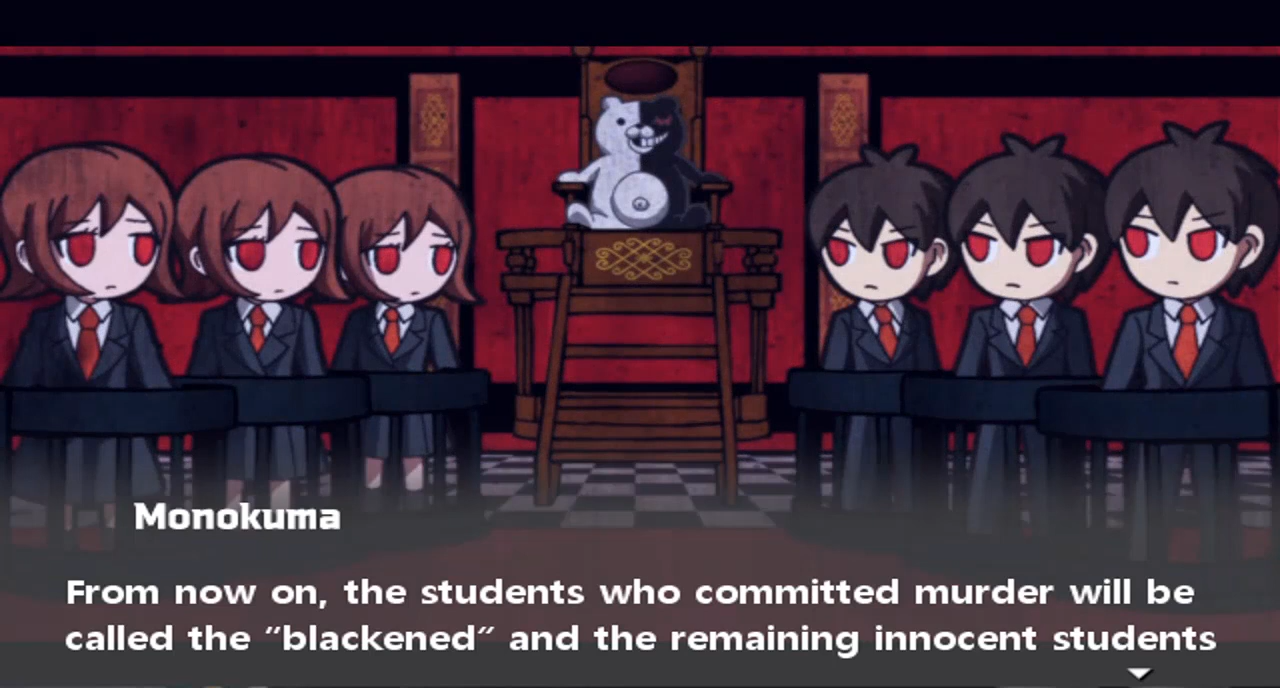 Monokuma
From now on, the students who committed murder will be
called the “blackened” and the remaining innocent students